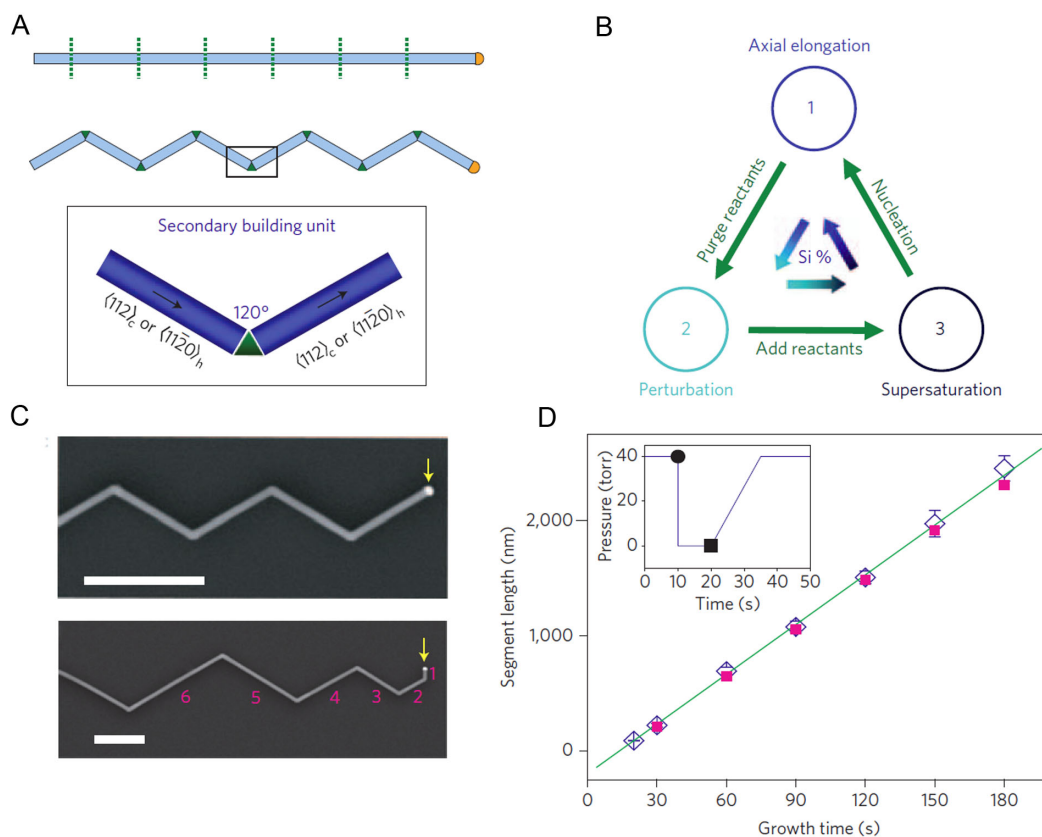 A
Secondary building unit
120°
⟨112⟩c or ⟨112̄0⟩h
⟨112⟩c or ⟨112̄0⟩h
B
Axial elongation
1
Purge reactants
Nucleation
Si %
2
3
Add reactants
Perturbation
Supersaturation
C
1
2
3
4
5
6
D
40
20
0
Pressure (torr)
0 10 20 30 40 50
Time (s)
2,000
1,000
0
Segment length (nm)
0 30 60 90 120 150 180
Growth time (s)